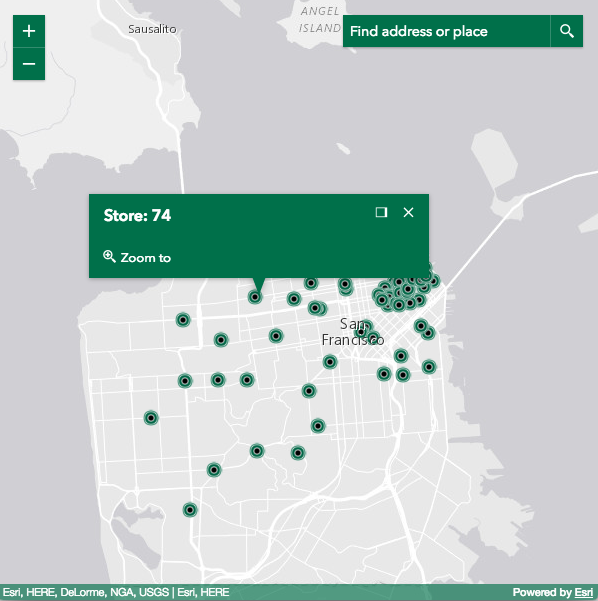 ANGEL
ISLAND
Sausalito
+
Find address or place
−
Store: 74
Zoom to
San
Francisco
Esri, HERE, DeLorme, NGA, USGS | Esri, HERE
Powered by Esri